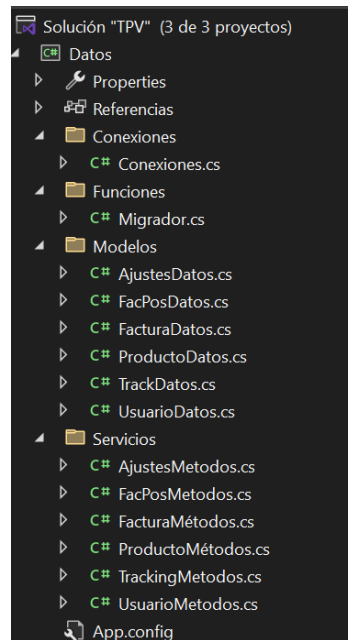 Solución "TPV" (3 de 3 proyectos)
C# Datos
Properties
Referencias
Conexiones
C# Conexiones.cs
Funciones
C# Migrador.cs
Modelos
C# AjustesDatos.cs
C# FacPosDatos.cs
C# FacturaDatos.cs
C# ProductoDatos.cs
C# TrackDatos.cs
C# UsuarioDatos.cs
Servicios
C# AjustesMetodos.cs
C# FacPosMetodos.cs
C# FacturaMétodos.cs
C# ProductoMétodos.cs
C# TrackingMetodos.cs
C# UsuarioMetodos.cs
App.config